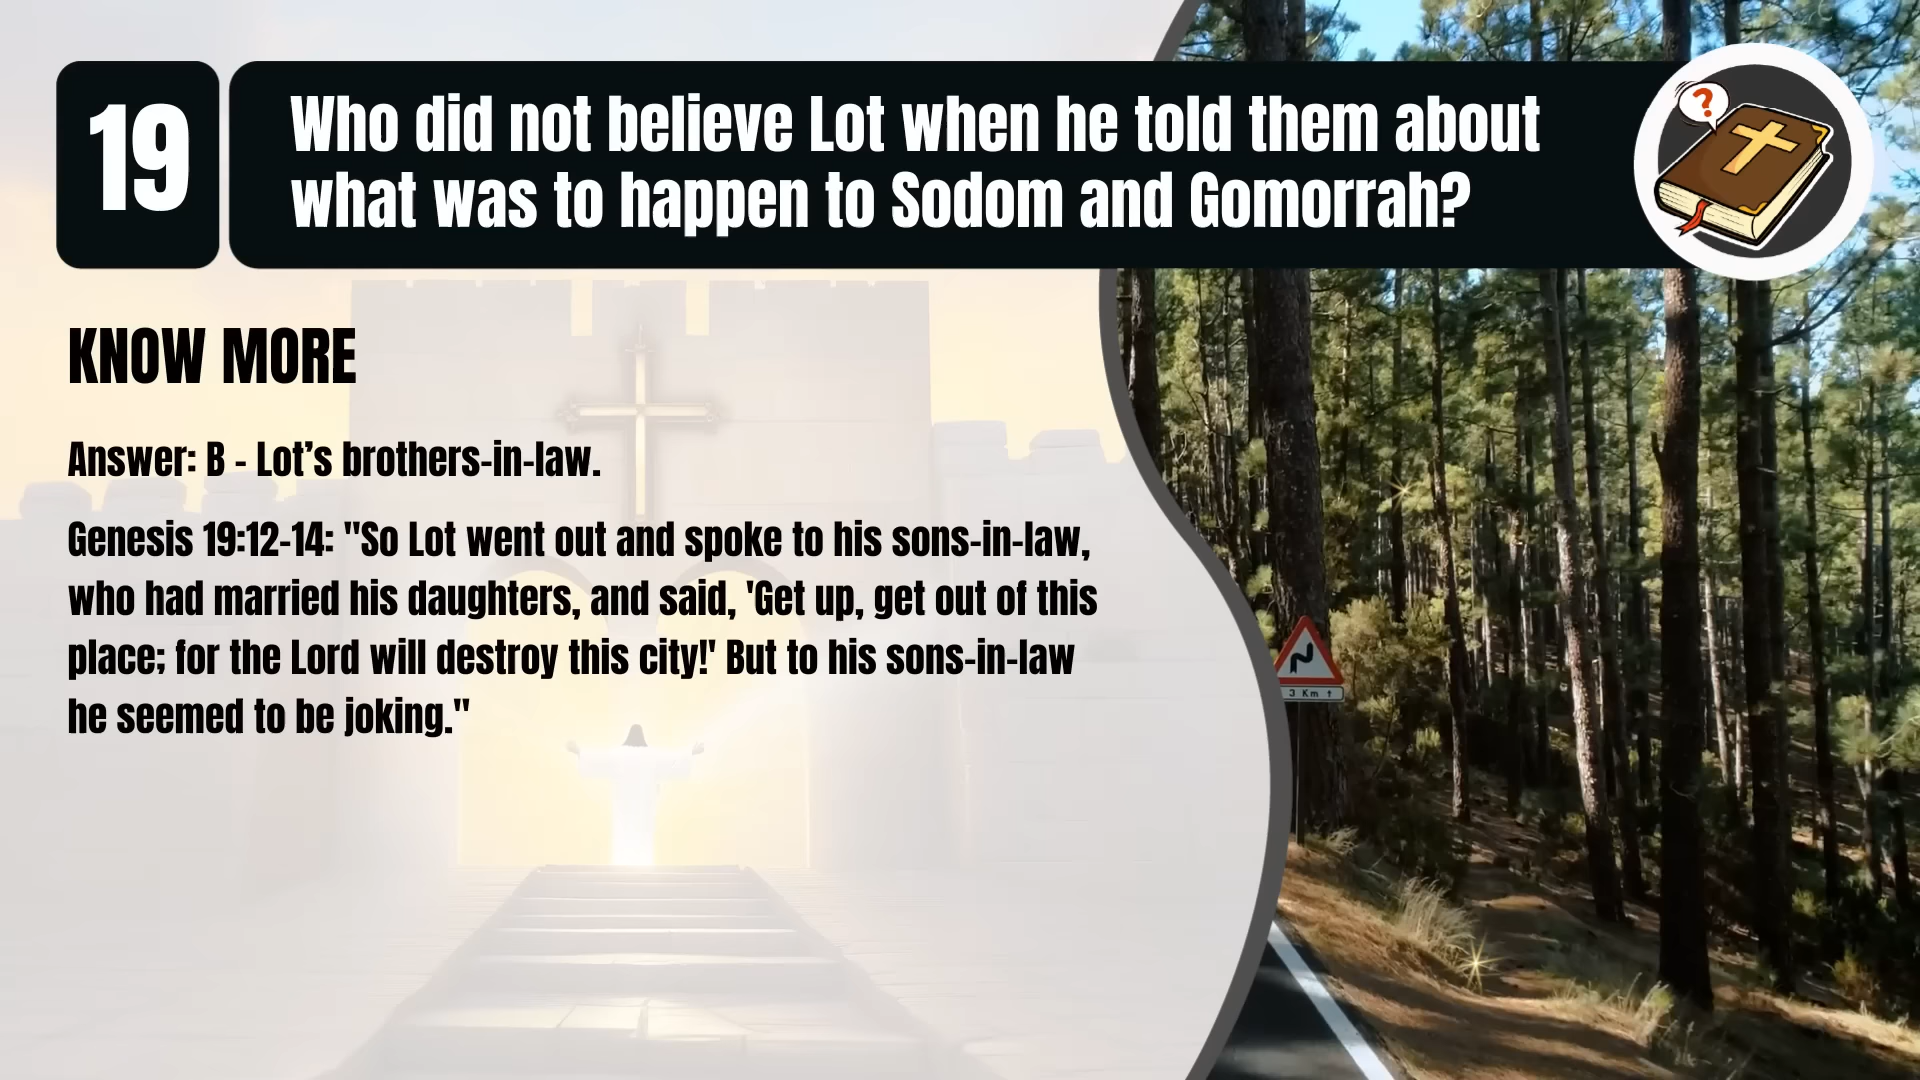 19
Who did not believe Lot when he told them about
what was to happen to Sodom and Gomorrah?
?
KNOW MORE
Answer: B - Lot’s brothers-in-law.
Genesis 19:12-14: "So Lot went out and spoke to his sons-in-law,
who had married his daughters, and said, 'Get up, get out of this
place; for the Lord will destroy this city!' But to his sons-in-law
he seemed to be joking."
3 Km ↑